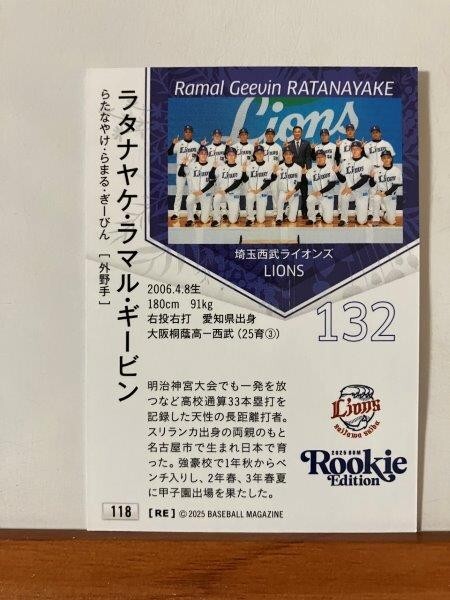 Ramal Geevin RATANAYAKE
Lions
ラタナヤケ・ラマル・ギービン
らたなやけ・らまる・ぎーびん [外野手]
埼玉西武ライオンズ
LIONS
2006.4.8生
180cm 91kg
右投右打 愛知県出身
大阪桐蔭高－西武（25育③）
132
明治神宮大会でも一発を放
つなど高校通算33本塁打を
記録した天性の長距離打者。
スリランカ出身の両親のもと
名古屋市で生まれ日本で育
った。強豪校で1年秋からベ
ンチ入りし、2年春、3年春夏
に甲子園出場を果たした。
Lions
saitama seibu
2025 BBM
Rookie
Edition
118
[RE] © 2025 BASEBALL MAGAZINE